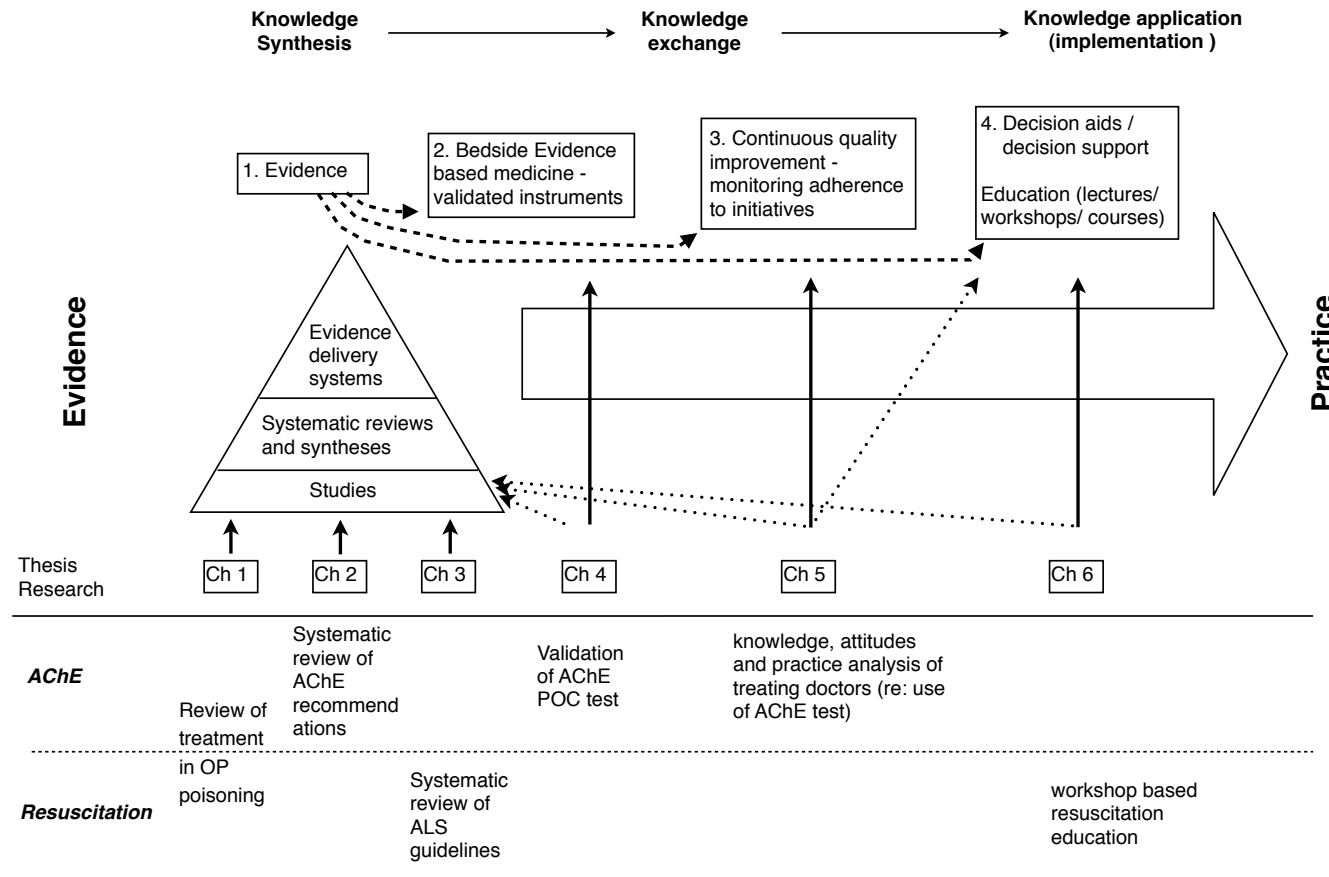 Knowledge
Synthesis
Knowledge
exchange
Knowledge application
(implementation )
1. Evidence
2. Bedside Evidence
based medicine -
validated instruments
3. Continuous quality
improvement -
monitoring adherence
to initiatives
4. Decision aids /
decision support
Education (lectures/
workshops/ courses)
Evidence
Evidence
delivery
systems
Systematic reviews
and syntheses
Studies
Practice
Thesis
Research
Ch 1
Ch 2
Ch 3
Ch 4
Ch 5
Ch 6
AChE
Review of
treatment
in OP
poisoning
Systematic
review of
AChE
recommend
ations
Validation
of AChE
POC test
knowledge, attitudes
and practice analysis of
treating doctors (re: use
of AChE test)
Resuscitation
Systematic
review of
ALS
guidelines
workshop based
resuscitation
education